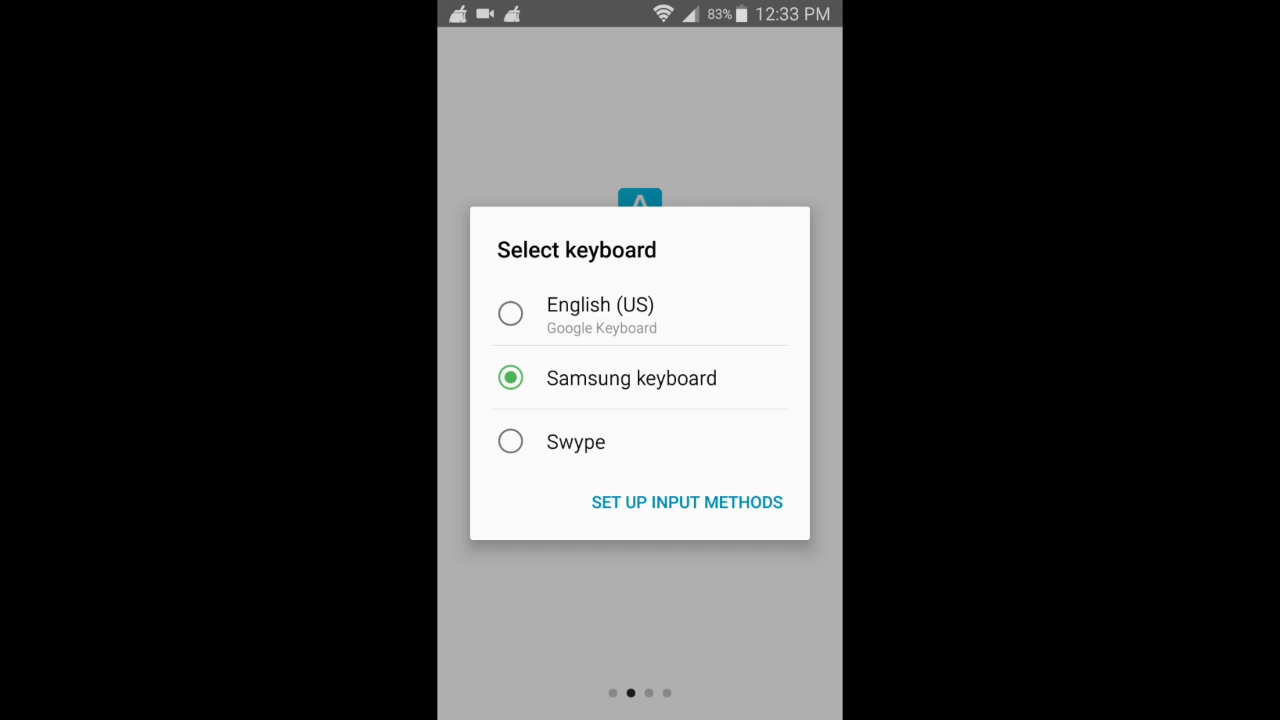 83% 12:33 PM
A
Select keyboard
English (US)
Google Keyboard
Samsung keyboard
Swype
SET UP INPUT METHODS